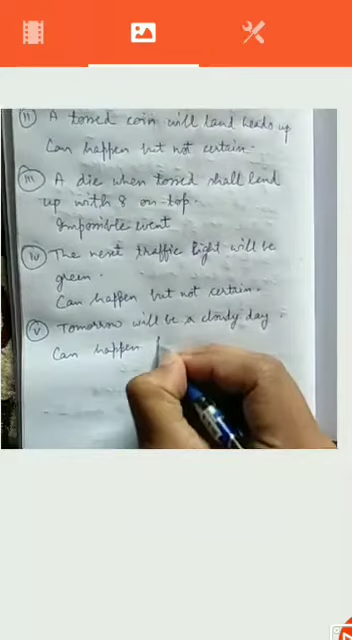 (ii) A tossed coin will land heads up
Can happen but not certain.
(iii) A die when tossed shall land
up with 8 on top.
Impossible event
(iv) The next traffic light will be
green.
Can happen but not certain.
(v) Tomorrow will be a cloudy day.
Can happen